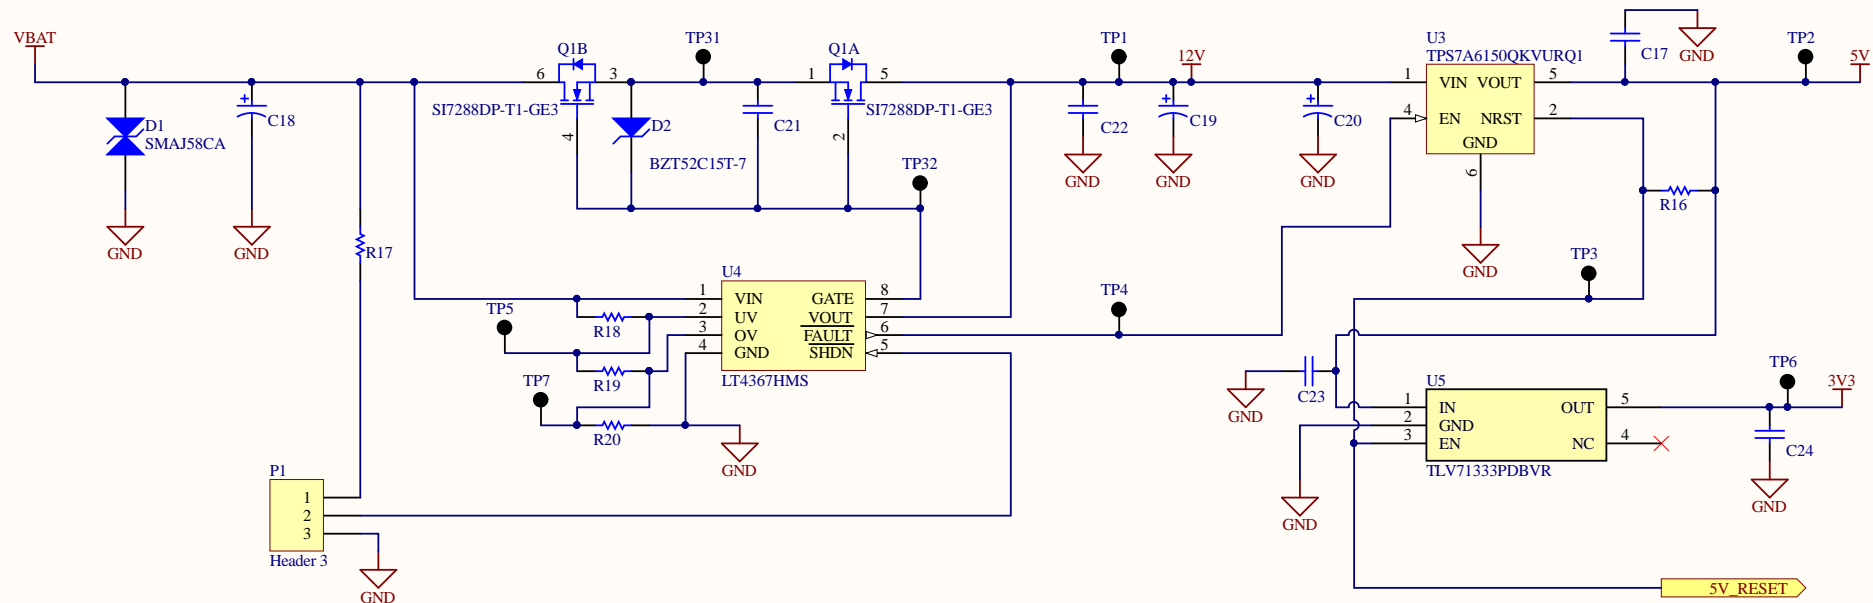 VBAT
D1
SMAJ58CA
GND
C18
GND
R17
Q1B
6
3
SI7288DP-T1-GE3
4
TP31
D2
BZT52C15T-7
C21
Q1A
1
5
SI7288DP-T1-GE3
2
TP32
TP1
12V
C22
GND
C19
GND
C20
GND
U3
TPS7A6150QKVURQ1
1
VIN
VOUT
5
4
EN
NRST
2
GND
6
GND
C17
GND
TP2
5V
R16
TP3
U4
1
VIN
GATE
8
2
UV
VOUT
7
3
OV
FAULT
6
4
GND
SHDN
5
LT4367HMS
TP5
R18
R19
TP7
R20
GND
TP4
P1
1
2
3
Header 3
GND
C23
GND
U5
1
IN
OUT
5
2
GND
3
EN
NC
4
TLV71333PDBVR
GND
TP6
3V3
C24
GND
5V_RESET